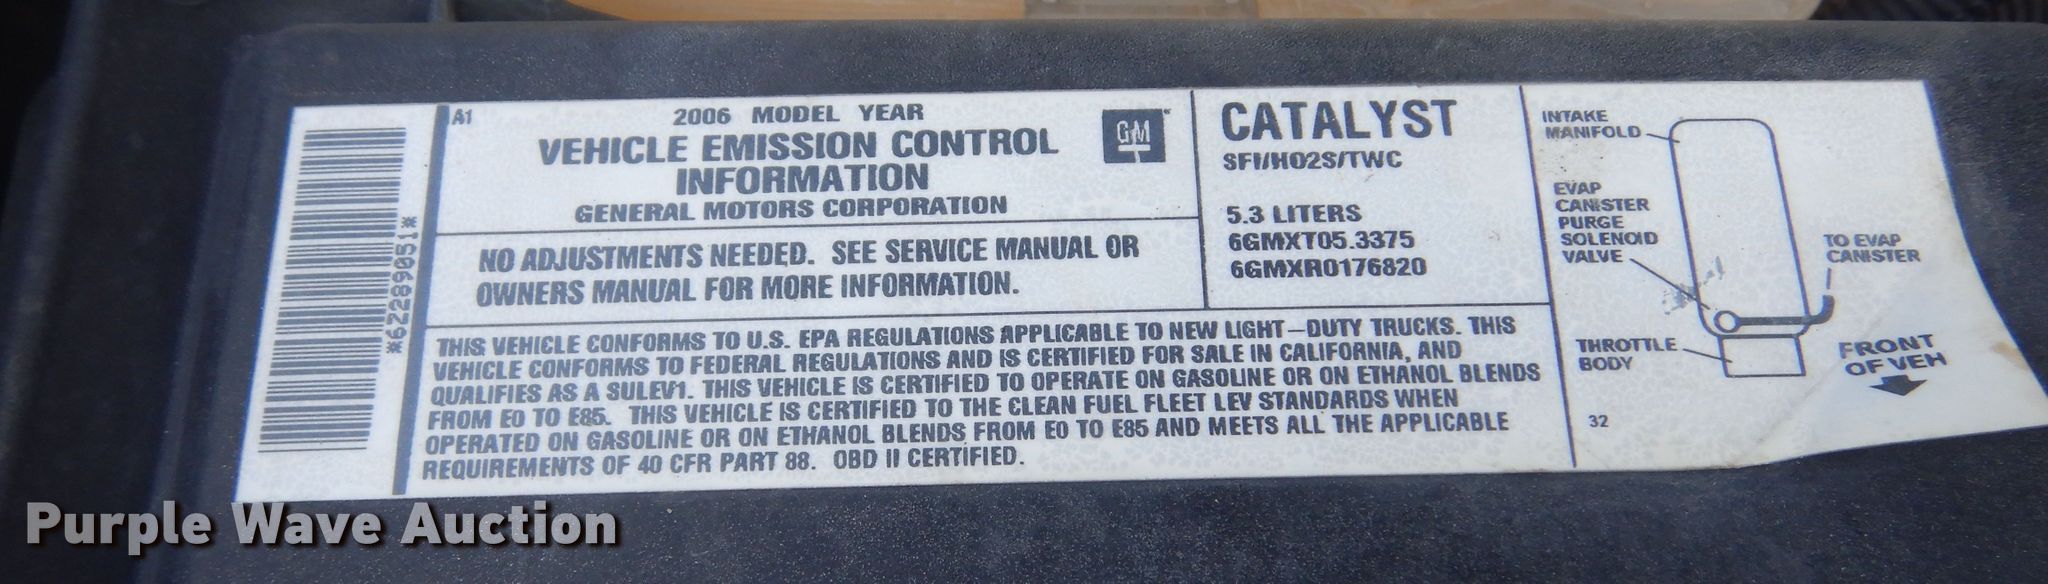 *62289051*
A1
2006 MODEL YEAR
VEHICLE EMISSION CONTROL
INFORMATION
GENERAL MOTORS CORPORATION
GM
NO ADJUSTMENTS NEEDED. SEE SERVICE MANUAL OR
OWNERS MANUAL FOR MORE INFORMATION.
CATALYST
SFI/HO2S/TWC
5.3 LITERS
6GMXT05.3375
6GMXR0176820
THIS VEHICLE CONFORMS TO U.S. EPA REGULATIONS APPLICABLE TO NEW LIGHT-DUTY TRUCKS. THIS
VEHICLE CONFORMS TO FEDERAL REGULATIONS AND IS CERTIFIED FOR SALE IN CALIFORNIA, AND
QUALIFIES AS A SULEV1. THIS VEHICLE IS CERTIFIED TO OPERATE ON GASOLINE OR ON ETHANOL BLENDS
FROM E0 TO E85. THIS VEHICLE IS CERTIFIED TO THE CLEAN FUEL FLEET LEV STANDARDS WHEN
OPERATED ON GASOLINE OR ON ETHANOL BLENDS FROM E0 TO E85 AND MEETS ALL THE APPLICABLE
REQUIREMENTS OF 40 CFR PART 88. OBD II CERTIFIED.
INTAKE
MANIFOLD
EVAP
CANISTER
PURGE
SOLENOID
VALVE
TO EVAP
CANISTER
THROTTLE
BODY
FRONT
OF VEH
32
Purple Wave Auction